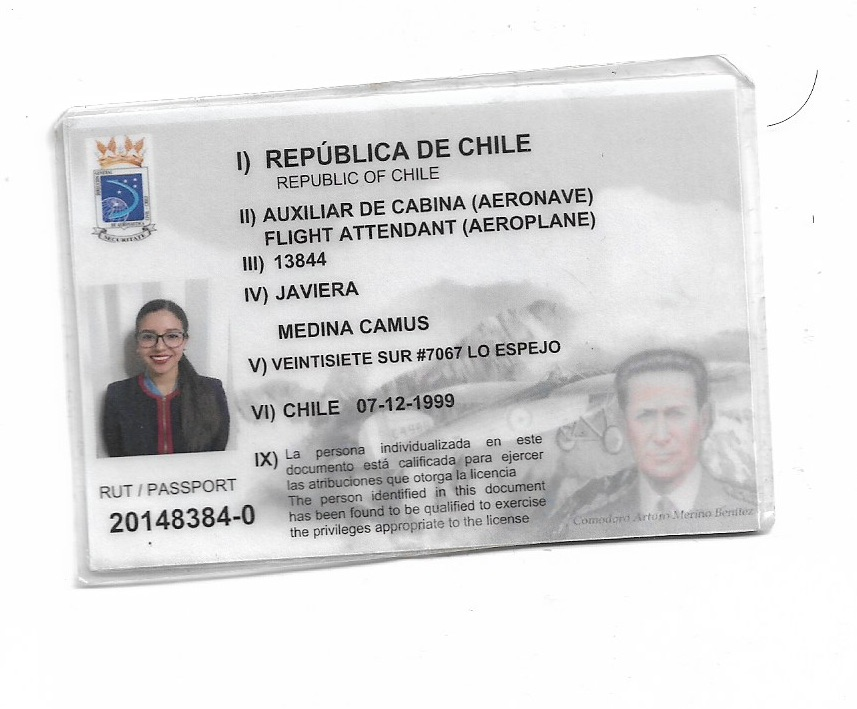 I) REPÚBLICA DE CHILE
REPUBLIC OF CHILE
II) AUXILIAR DE CABINA (AERONAVE)
FLIGHT ATTENDANT (AEROPLANE)
III) 13844
IV) JAVIERA
MEDINA CAMUS
V) VEINTISIETE SUR #7067 LO ESPEJO
VI) CHILE 07-12-1999
IX) La persona individualizada en este
documento está calificada para ejercer
las atribuciones que otorga la licencia
The person identified in this document
has been found to be qualified to exercise
the privileges appropriate to the license
RUT / PASSPORT
20148384-0
Comodoro Arturo Merino Benítez
SECURITATE